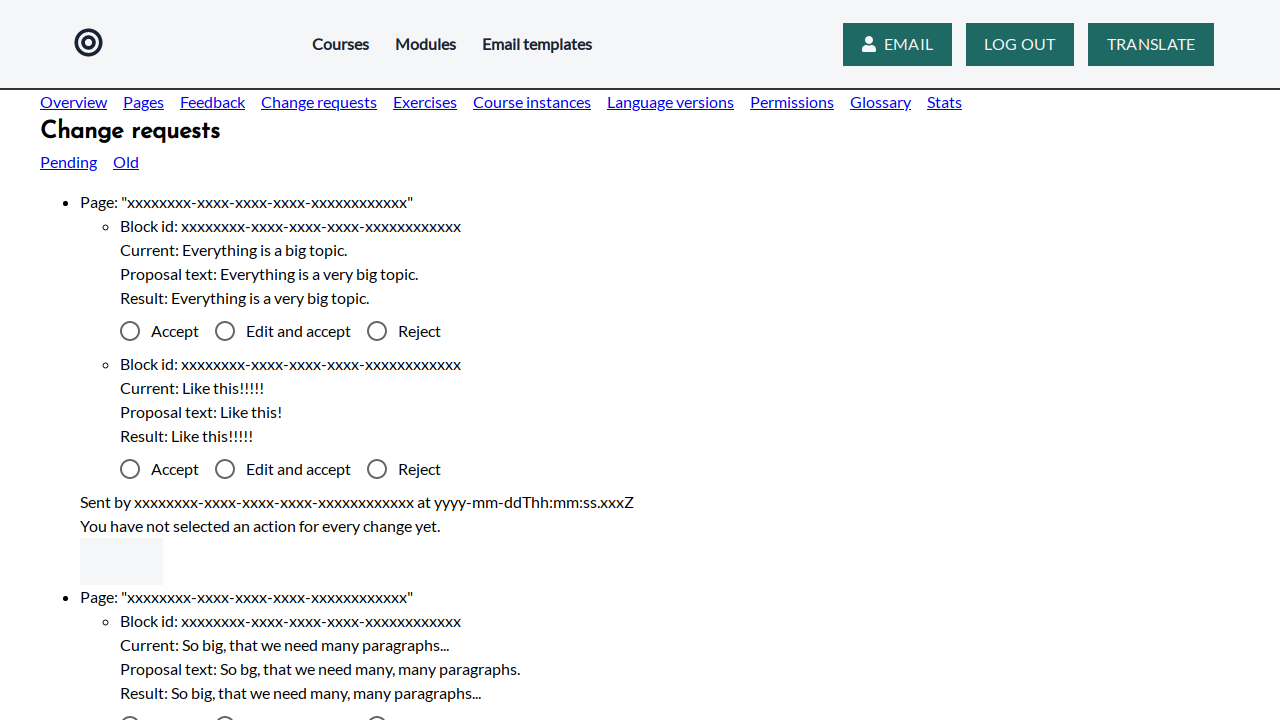 Courses Modules Email templates EMAIL LOG OUT TRANSLATE
Overview Pages Feedback Change requests Exercises Course instances Language versions Permissions Glossary Stats
Change requests
Pending Old
Page: "xxxxxxxx-xxxx-xxxx-xxxx-xxxxxxxxxxxx"
Block id: xxxxxxxx-xxxx-xxxx-xxxx-xxxxxxxxxxxx
Current: Everything is a big topic.
Proposal text: Everything is a very big topic.
Result: Everything is a very big topic.
Accept Edit and accept Reject
Block id: xxxxxxxx-xxxx-xxxx-xxxx-xxxxxxxxxxxx
Current: Like this!!!!!
Proposal text: Like this!
Result: Like this!!!!!
Accept Edit and accept Reject
Sent by xxxxxxxx-xxxx-xxxx-xxxx-xxxxxxxxxxxx at yyyy-mm-ddThh:mm:ss.xxxZ
You have not selected an action for every change yet.
Page: "xxxxxxxx-xxxx-xxxx-xxxx-xxxxxxxxxxxx"
Block id: xxxxxxxx-xxxx-xxxx-xxxx-xxxxxxxxxxxx
Current: So big, that we need many paragraphs...
Proposal text: So bg, that we need many, many paragraphs.
Result: So big, that we need many, many paragraphs...